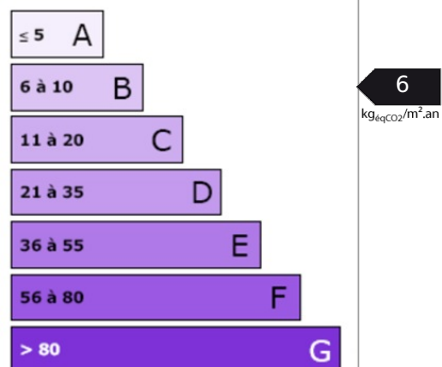 ≤ 5 A
6 à 10 B
6
kgéqCO2/m².an
11 à 20 C
21 à 35 D
36 à 55 E
56 à 80 F
> 80 G